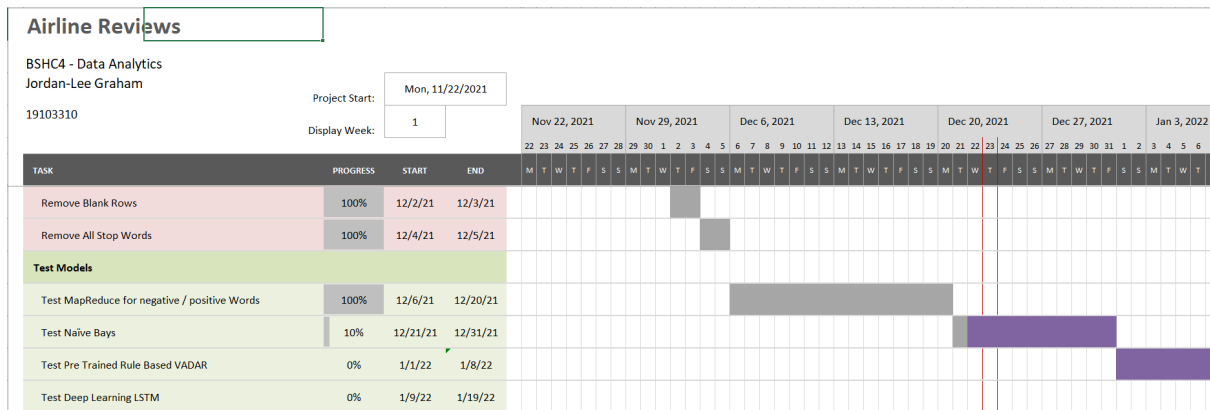 Airline Reviews
BSHC4 - Data Analytics
Jordan-Lee Graham
19103310
Project Start: Mon, 11/22/2021
Display Week: 1
Nov 22, 2021 Nov 29, 2021 Dec 6, 2021 Dec 13, 2021 Dec 20, 2021 Dec 27, 2021 Jan 3, 2022
22 23 24 25 26 27 28 29 30 1 2 3 4 5 6 7 8 9 10 11 12 13 14 15 16 17 18 19 20 21 22 23 24 25 26 27 28 29 30 31 1 2 3 4 5 6
TASK PROGRESS START END M T W T F S S M T W T F S S M T W T F S S M T W T F S S M T W T F S S M T W T F S S M T W T
Remove Blank Rows 100% 12/2/21 12/3/21
Remove All Stop Words 100% 12/4/21 12/5/21
Test Models
Test MapReduce for negative / positive Words 100% 12/6/21 12/20/21
Test Naïve Bays 10% 12/21/21 12/31/21
Test Pre Trained Rule Based VADAR 0% 1/1/22 1/8/22
Test Deep Learning LSTM 0% 1/9/22 1/19/22